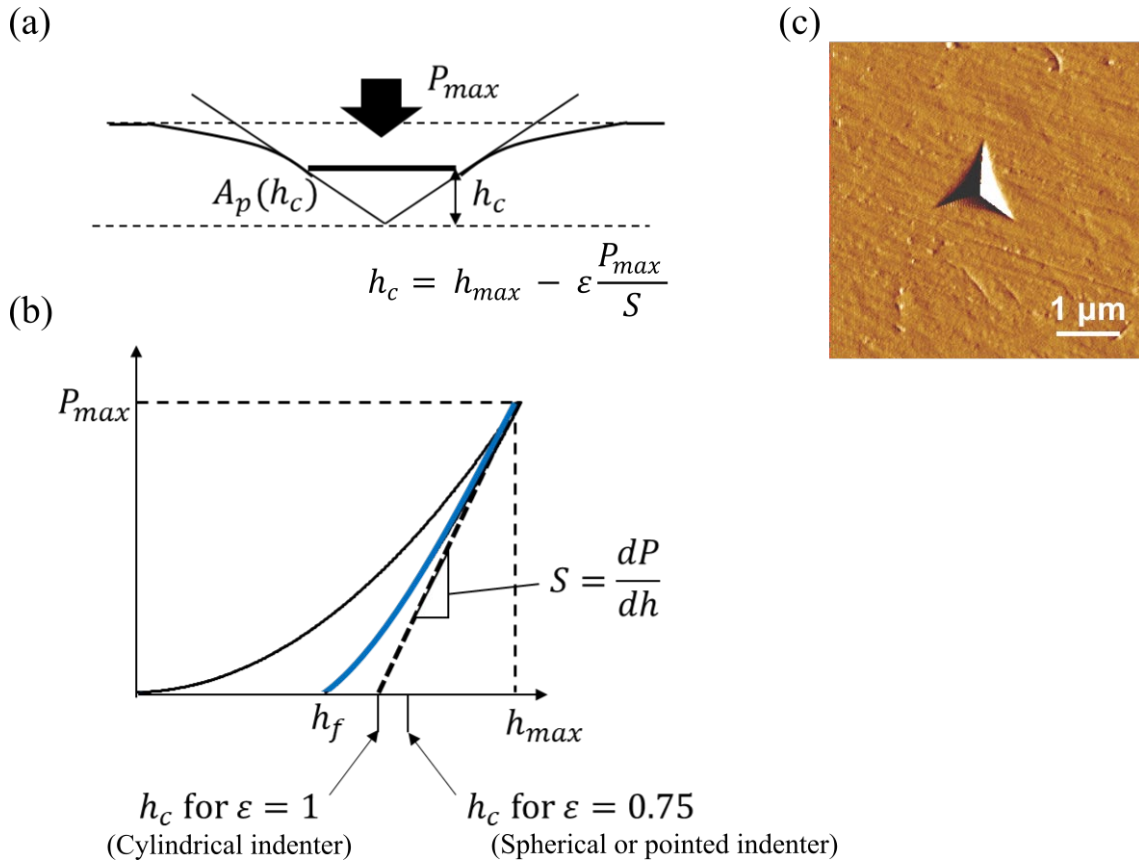 (a)
(c)
P_max
A_p(h_c)
h_c
h_c = h_max − ε P_max/S
1 μm
(b)
P_max
S = dP/dh
h_f
h_max
h_c for ε = 1
(Cylindrical indenter)
h_c for ε = 0.75
(Spherical or pointed indenter)